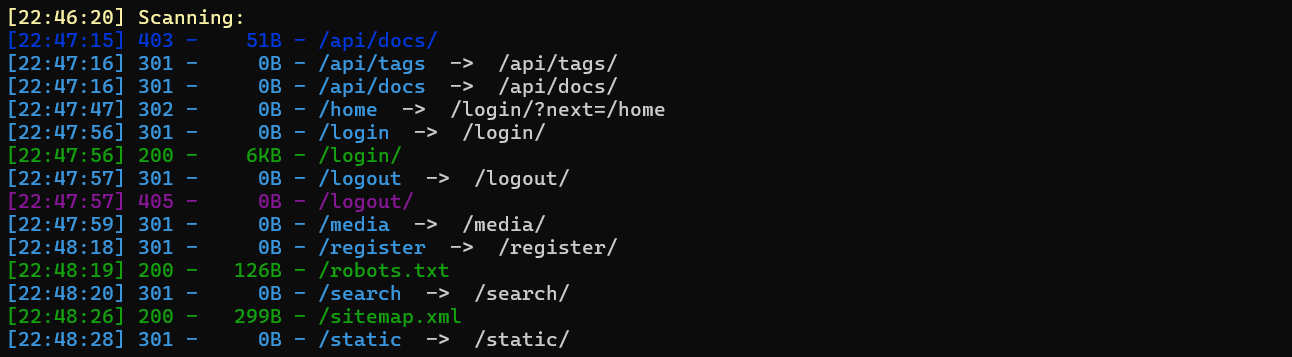 [22:46:20] Scanning:
[22:47:15] 403 -    51B - /api/docs/
[22:47:16] 301 -     0B - /api/tags  ->  /api/tags/
[22:47:16] 301 -     0B - /api/docs  ->  /api/docs/
[22:47:47] 302 -     0B - /home  ->  /login/?next=/home
[22:47:56] 301 -     0B - /login  ->  /login/
[22:47:56] 200 -    6KB - /login/
[22:47:57] 301 -     0B - /logout  ->  /logout/
[22:47:57] 405 -     0B - /logout/
[22:47:59] 301 -     0B - /media  ->  /media/
[22:48:18] 301 -     0B - /register  ->  /register/
[22:48:19] 200 -   126B - /robots.txt
[22:48:20] 301 -     0B - /search  ->  /search/
[22:48:26] 200 -   299B - /sitemap.xml
[22:48:28] 301 -     0B - /static  ->  /static/